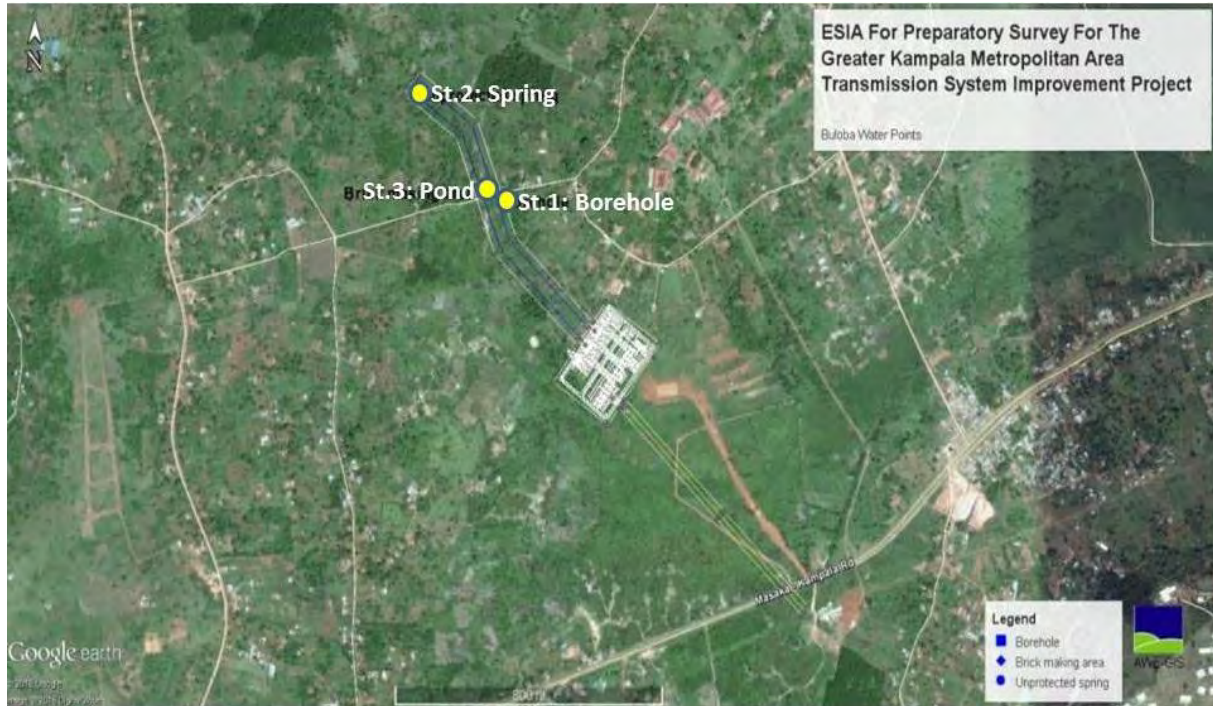 N
ESIA For Preparatory Survey For The
Greater Kampala Metropolitan Area
Transmission System Improvement Project
Buloba Water Points
St.2: Spring
St.3: Pond
St.1: Borehole
Masaka - Kampala Rd
Legend
Borehole
Brick making area
Unprotected spring
Google earth